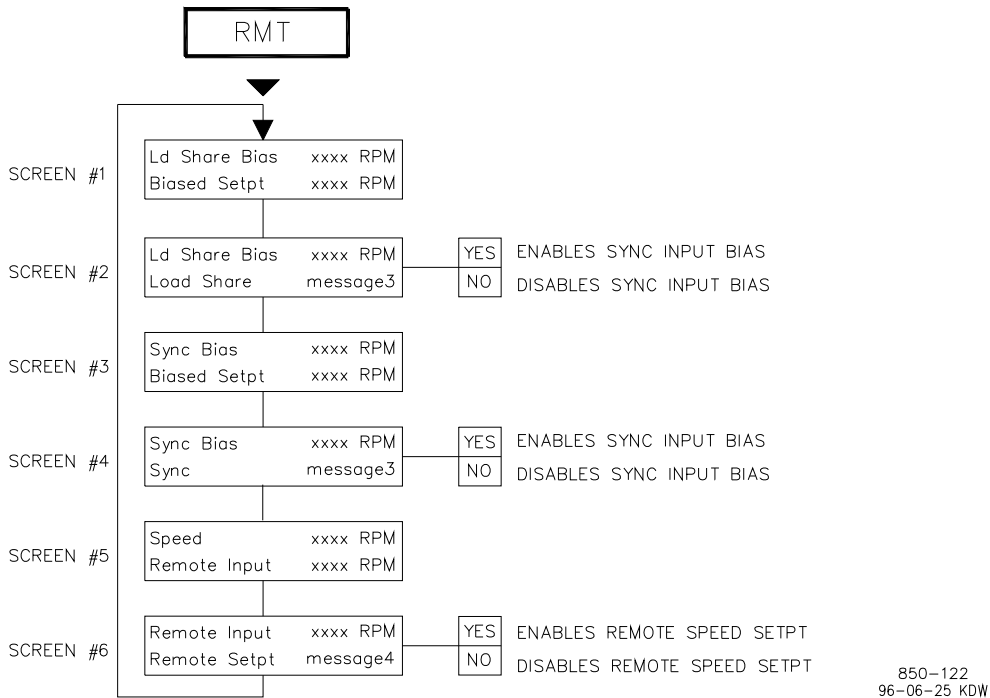 RMT
SCREEN #1
Ld Share Bias xxxx RPM
Biased Setpt xxxx RPM
SCREEN #2
Ld Share Bias xxxx RPM
Load Share message3
YES ENABLES SYNC INPUT BIAS
NO DISABLES SYNC INPUT BIAS
SCREEN #3
Sync Bias xxxx RPM
Biased Setpt xxxx RPM
SCREEN #4
Sync Bias xxxx RPM
Sync message3
YES ENABLES SYNC INPUT BIAS
NO DISABLES SYNC INPUT BIAS
SCREEN #5
Speed xxxx RPM
Remote Input xxxx RPM
SCREEN #6
Remote Input xxxx RPM
Remote Setpt message4
YES ENABLES REMOTE SPEED SETPT
NO DISABLES REMOTE SPEED SETPT
850-122
96-06-25 KDW